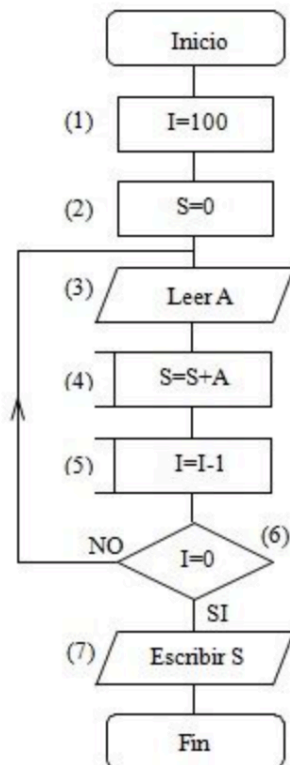 Inicio
(1) I=100
(2) S=0
(3) Leer A
(4) S=S+A
(5) I=I-1
(6)
NO I=0
SI
(7) Escribir S
Fin